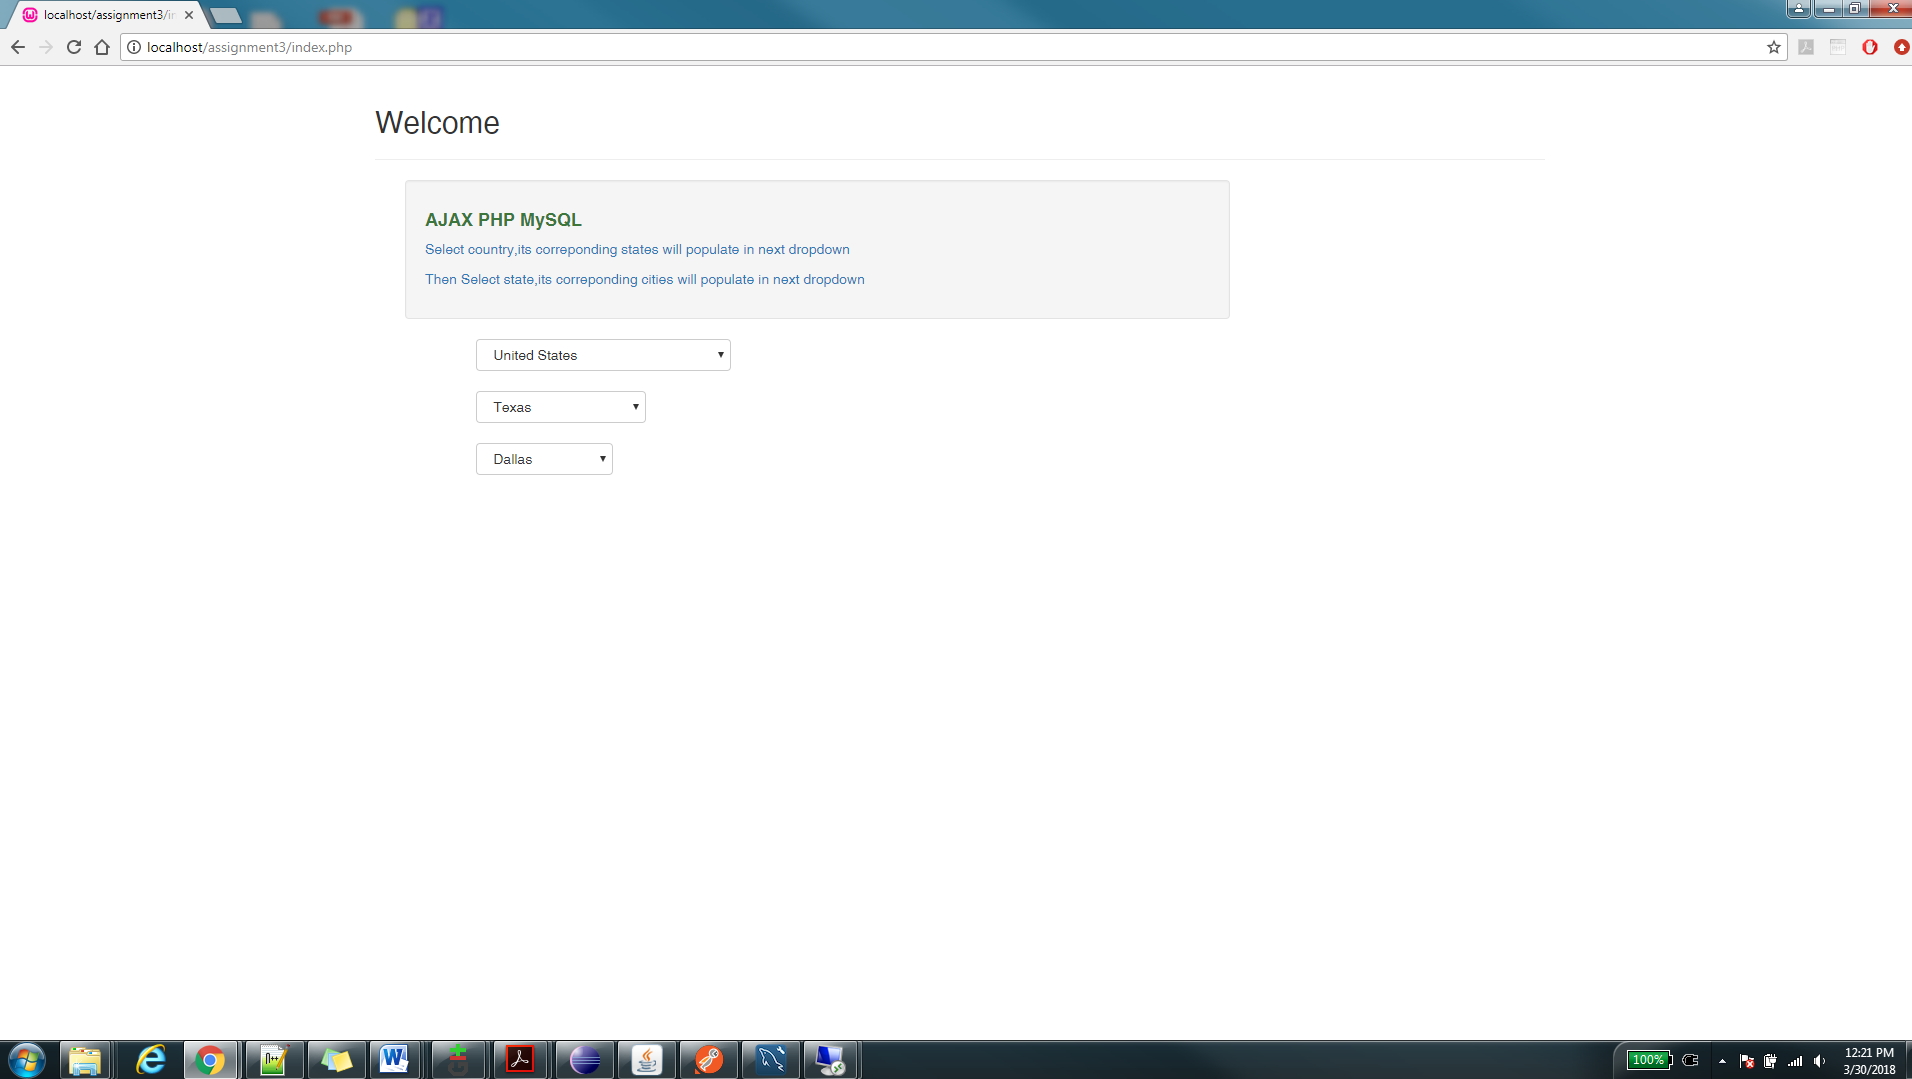 localhost/assignment3/in
localhost/assignment3/index.php
Welcome
AJAX PHP MySQL
Select country,its correponding states will populate in next dropdown
Then Select state,its correponding cities will populate in next dropdown
United States
Texas
Dallas
100%
12:21 PM
3/30/2018